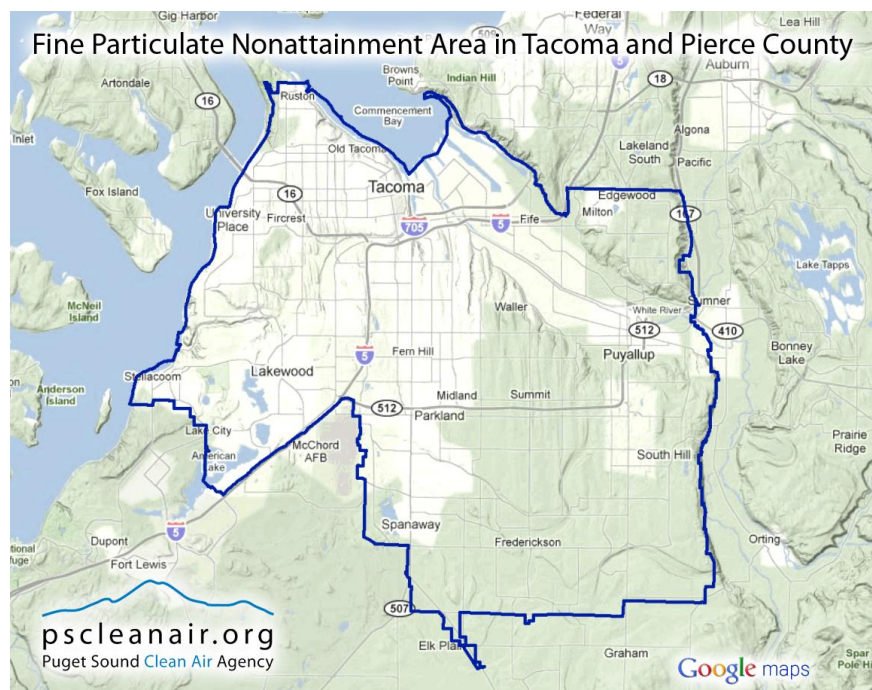 Gig Harbor
Federal
Way
509
Lea Hill
Fine Particulate Nonattainment Area in Tacoma and Pierce County
5
Auburn
Browns
Point
Indian Hill
18
Artondale
16
Ruston
Commencement
Bay
Algona
Inlet
Old Tacoma
Lakeland
South
Pacific
Tacoma
Fox Island
16
Edgewood
University
Place
Fircrest
Milton
167
705
5
Fife
Lake Tapps
McNeil
Island
Waller
White River
Sumner
512
410
5
Fern Hill
Puyallup
Bonney
Lake
Steilacoom
Lakewood
Anderson
Island
Midland
Summit
512
Parkland
Lake City
McChord
AFB
American
Lake
South Hill
Prairie
Ridge
Spanaway
5
Dupont
Frederickson
Orting
Fort Lewis
507
pscleanair.org
Puget Sound Clean Air Agency
Elk Plain
Graham
Google maps